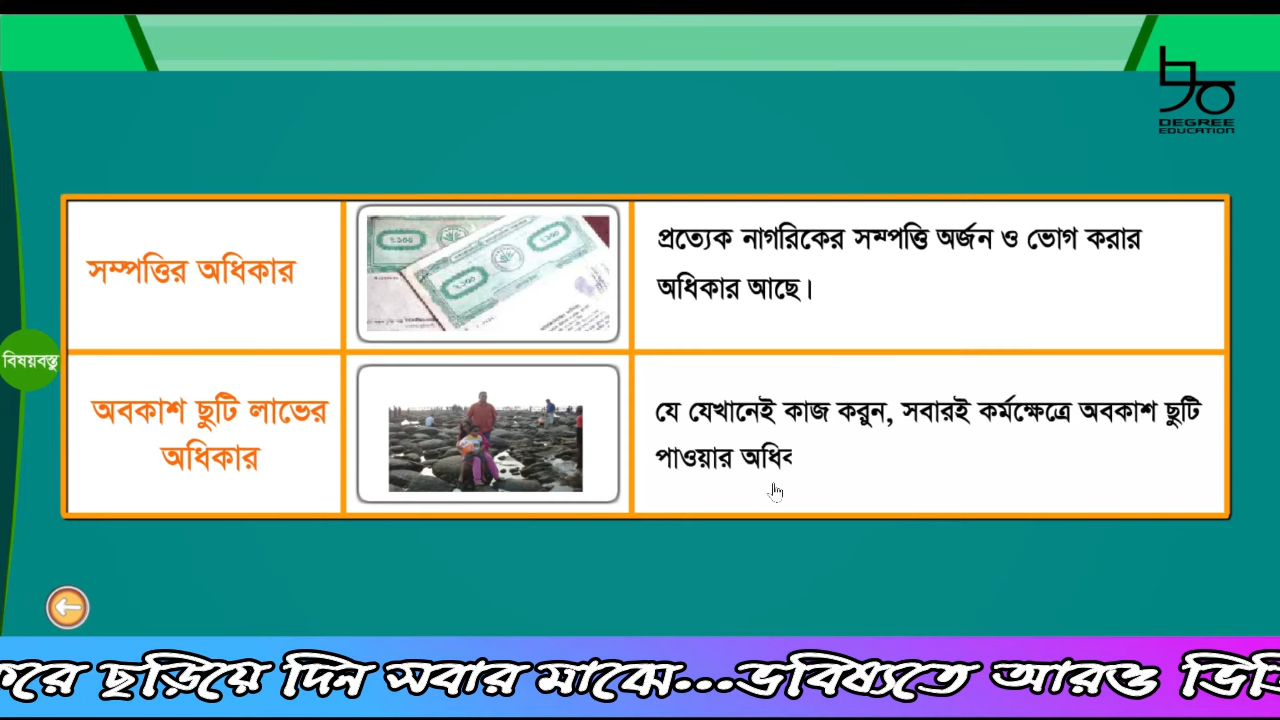 DEGREE
EDUCATION
সম্পত্তির অধিকার
প্রত্যেক নাগরিকের সম্পত্তি অর্জন ও ভোগ করার
অধিকার আছে।
বিষয়বস্তু
অবকাশ ছুটি লাভের
অধিকার
যে যেখানেই কাজ করুন, সবারই কর্মক্ষেত্রে অবকাশ ছুটি
পাওয়ার
ছড়িয়ে দিন সবার মাঝে...ভবিষ্যতে আরও